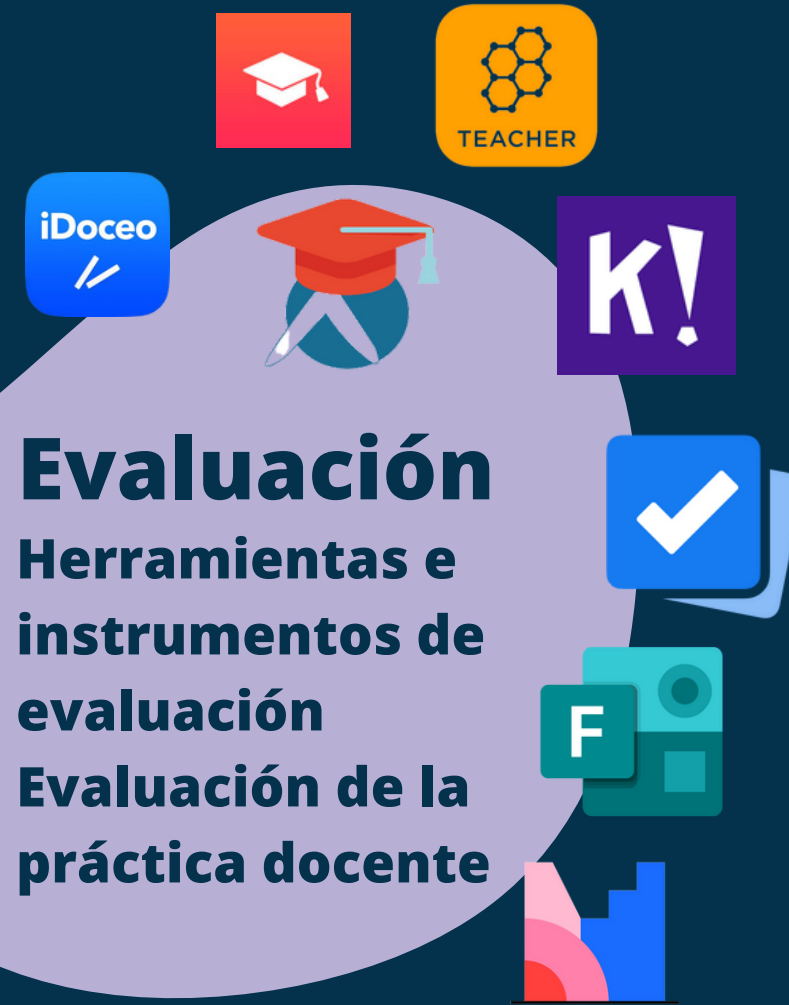 TEACHER
iDoceo
K!
Evaluación
Herramientas e
instrumentos de
evaluación
F
Evaluación de la
práctica docente